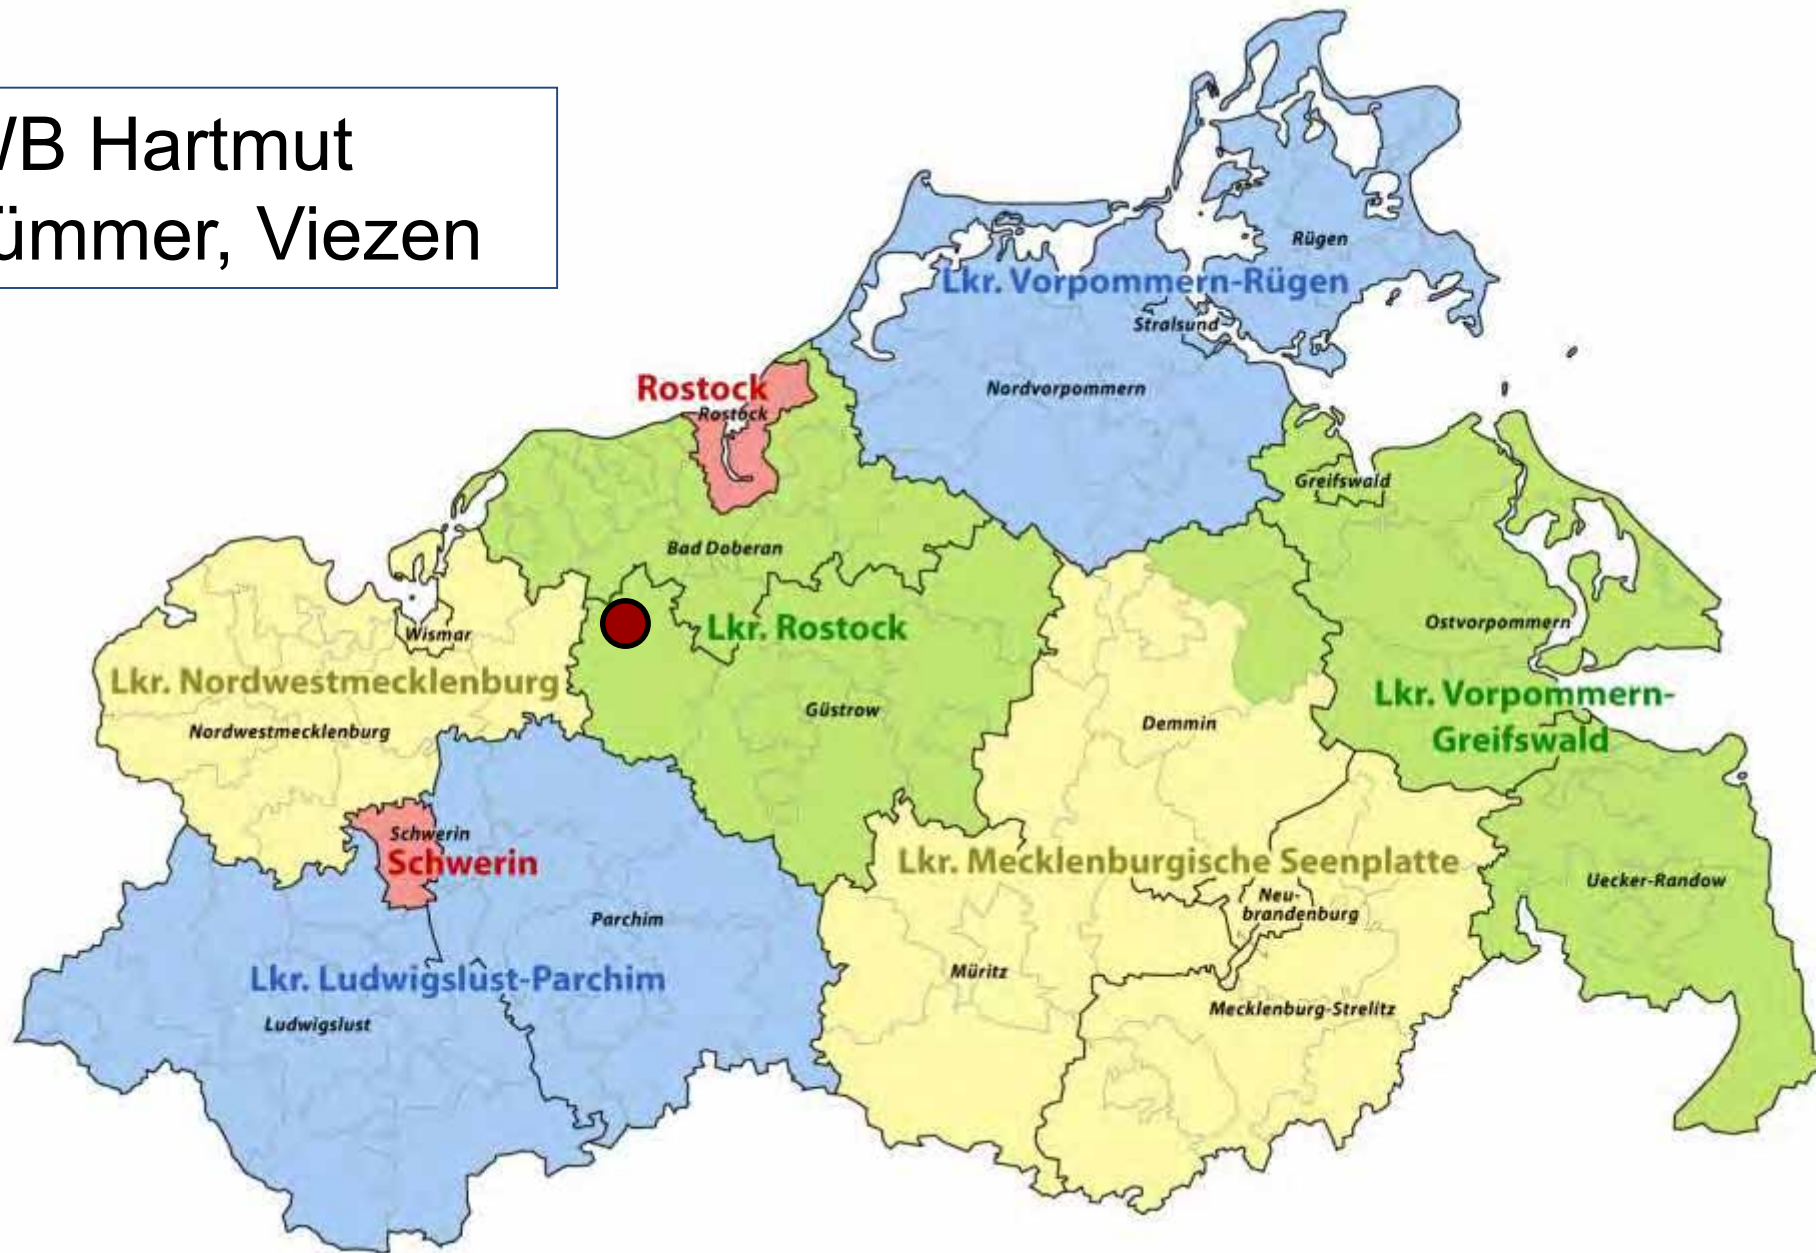 Hartmut
Viezen
Rügen
Lkr. Vorpommern-Rügen
Stralsund
Nordvorpommern
Rostock
Rostock
Greifswald
Bad Doberan
Wismar
Lkr. Rostock
Ostvorpommern
Lkr. Nordwestmecklenburg
Nordwestmecklenburg
Güstrow
Demmin
Lkr. Vorpommern-
Greifswald
Schwerin
Schwerin
Lkr. Mecklenburgische Seenplatte
Neu-
brandenburg
Uecker-Randow
Parchim
Müritz
Lkr. Ludwigslust-Parchim
Ludwigslust
Mecklenburg-Strelitz